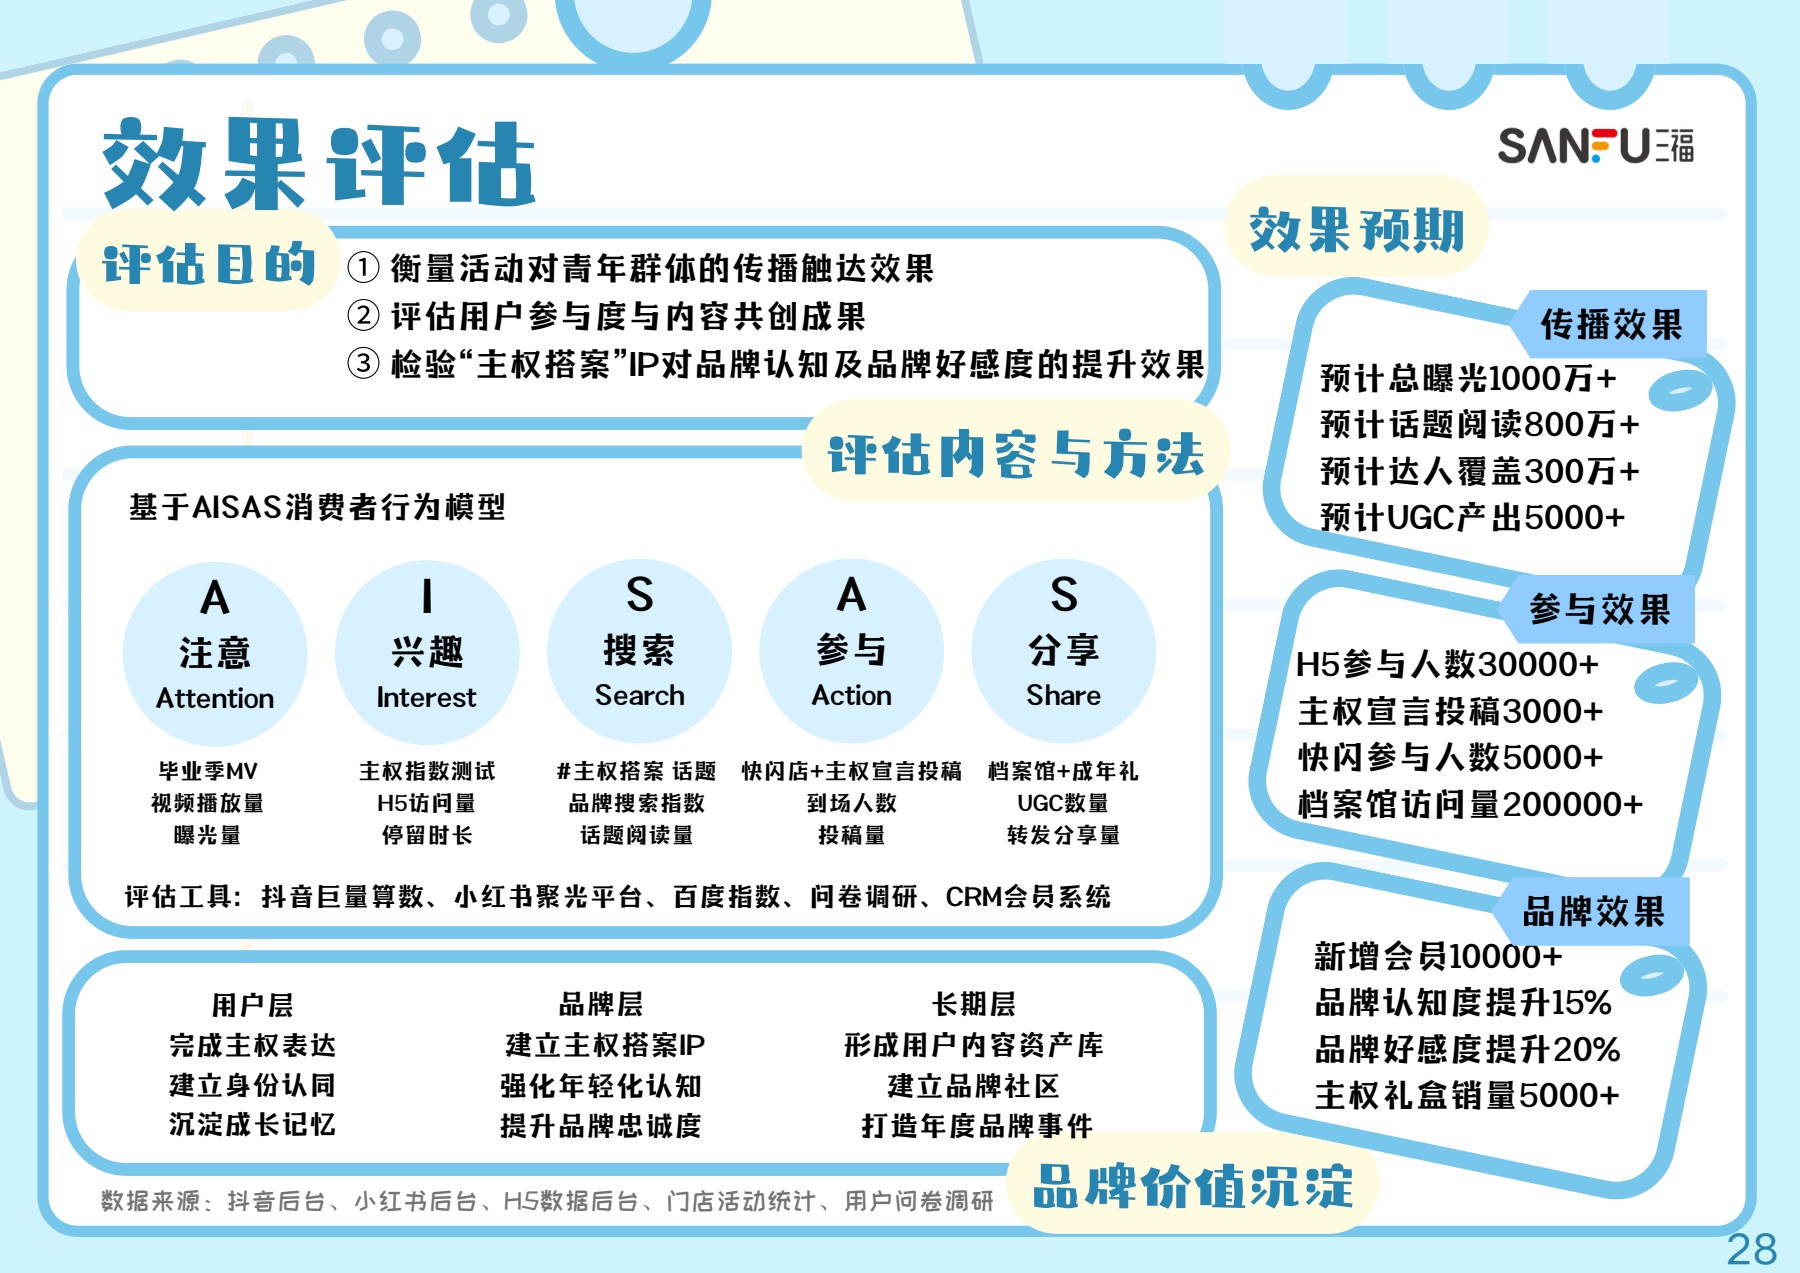 效果评估
SANFU三福
评估目的
① 衡量活动对青年群体的传播触达效果
② 评估用户参与度与内容共创成果
③ 检验“主权搭案”IP对品牌认知及品牌好感度的提升效果
评估内容与方法
基于AISAS消费者行为模型
A
注意
Attention
毕业季MV
视频播放量
曝光量
I
兴趣
Interest
主权指数测试
H5访问量
停留时长
S
搜索
Search
#主权搭案 话题
品牌搜索指数
话题阅读量
A
参与
Action
快闪店+主权宣言投稿
到场人数
投稿量
S
分享
Share
档案馆+成年礼
UGC数量
转发分享量
评估工具：抖音巨量算数、小红书聚光平台、百度指数、问卷调研、CRM会员系统
用户层
完成主权表达
建立身份认同
沉淀成长记忆
品牌层
建立主权搭案IP
强化年轻化认知
提升品牌忠诚度
长期层
形成用户内容资产库
建立品牌社区
打造年度品牌事件
品牌价值沉淀
数据来源：抖音后台、小红书后台、H5数据后台、门店活动统计、用户问卷调研
效果预期
传播效果
预计总曝光1000万+
预计话题阅读800万+
预计达人覆盖300万+
预计UGC产出5000+
参与效果
H5参与人数30000+
主权宣言投稿3000+
快闪参与人数5000+
档案馆访问量200000+
品牌效果
新增会员10000+
品牌认知度提升15%
品牌好感度提升20%
主权礼盒销量5000+
28